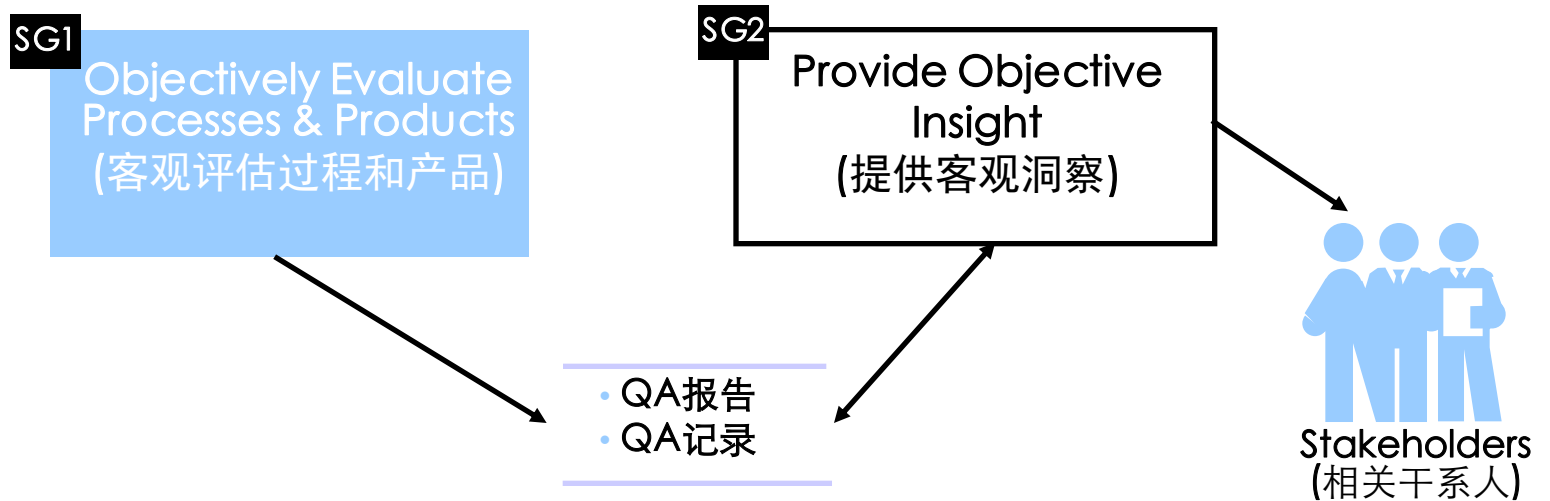 SG1
Objectively Evaluate
Processes & Products
(客观评估过程和产品)
SG2
Provide Objective
Insight
(提供客观洞察)
• QA报告
• QA记录
Stakeholders
(相关干系人)